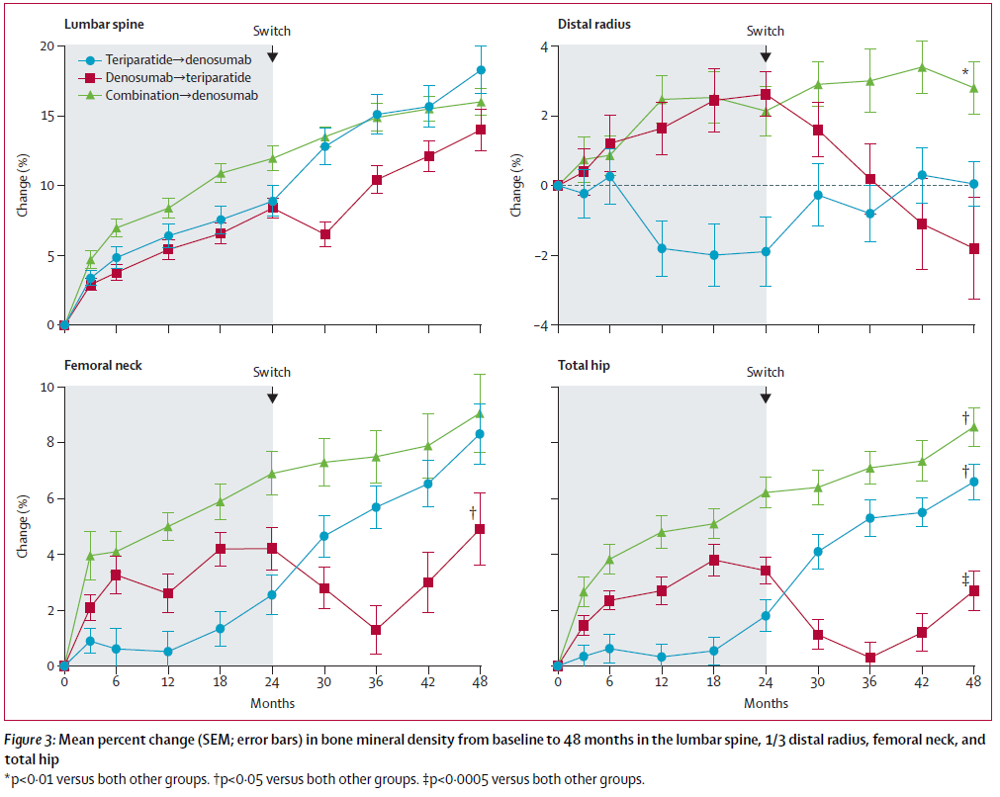 Lumbar spine
Switch
20
15
10
5
0
Change (%)
Teriparatide→denosumab
Denosumab→teriparatide
Combination→denosumab
Distal radius
Switch
4
2
0
−2
−4
Change (%)
*
Femoral neck
Switch
10
8
6
4
2
0
Change (%)
†
0 6 12 18 24 30 36 42 48
Months
Total hip
Switch
†
†
‡
0 6 12 18 24 30 36 42 48
Months
Figure 3: Mean percent change (SEM; error bars) in bone mineral density from baseline to 48 months in the lumbar spine, 1/3 distal radius, femoral neck, and
total hip
*p<0·01 versus both other groups. †p<0·05 versus both other groups. ‡p<0·0005 versus both other groups.